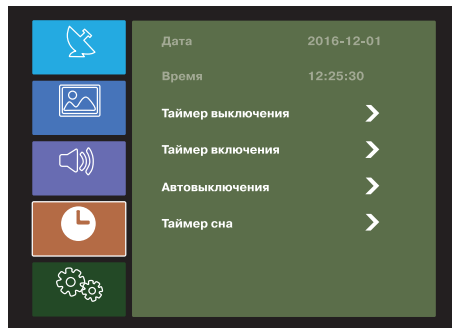 Дата 2016-12-01
Время 12:25:30
Таймер выключения
Таймер включения
Автовыключения
Таймер сна